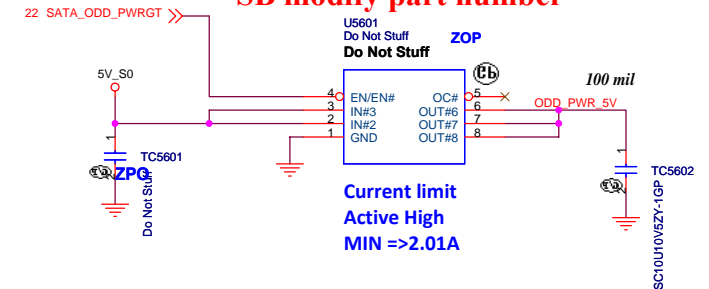 SB modify part number
22 SATA_ODD_PWRGT
U5601
Do Not Stuff
Do Not Stuff
ZOP
5V_S0
100 mil
4 EN/EN#
3 IN#3
2 IN#2
1 GND
OC# 5
OUT#6 6
OUT#7 7
OUT#8 8
ODD_PWR_5V
1
TC5601
ZPO
Do Not Stuff
1
TC5602
2
SC10U10V5ZY-1GP
Current limit
Active High
MIN =>2.01A